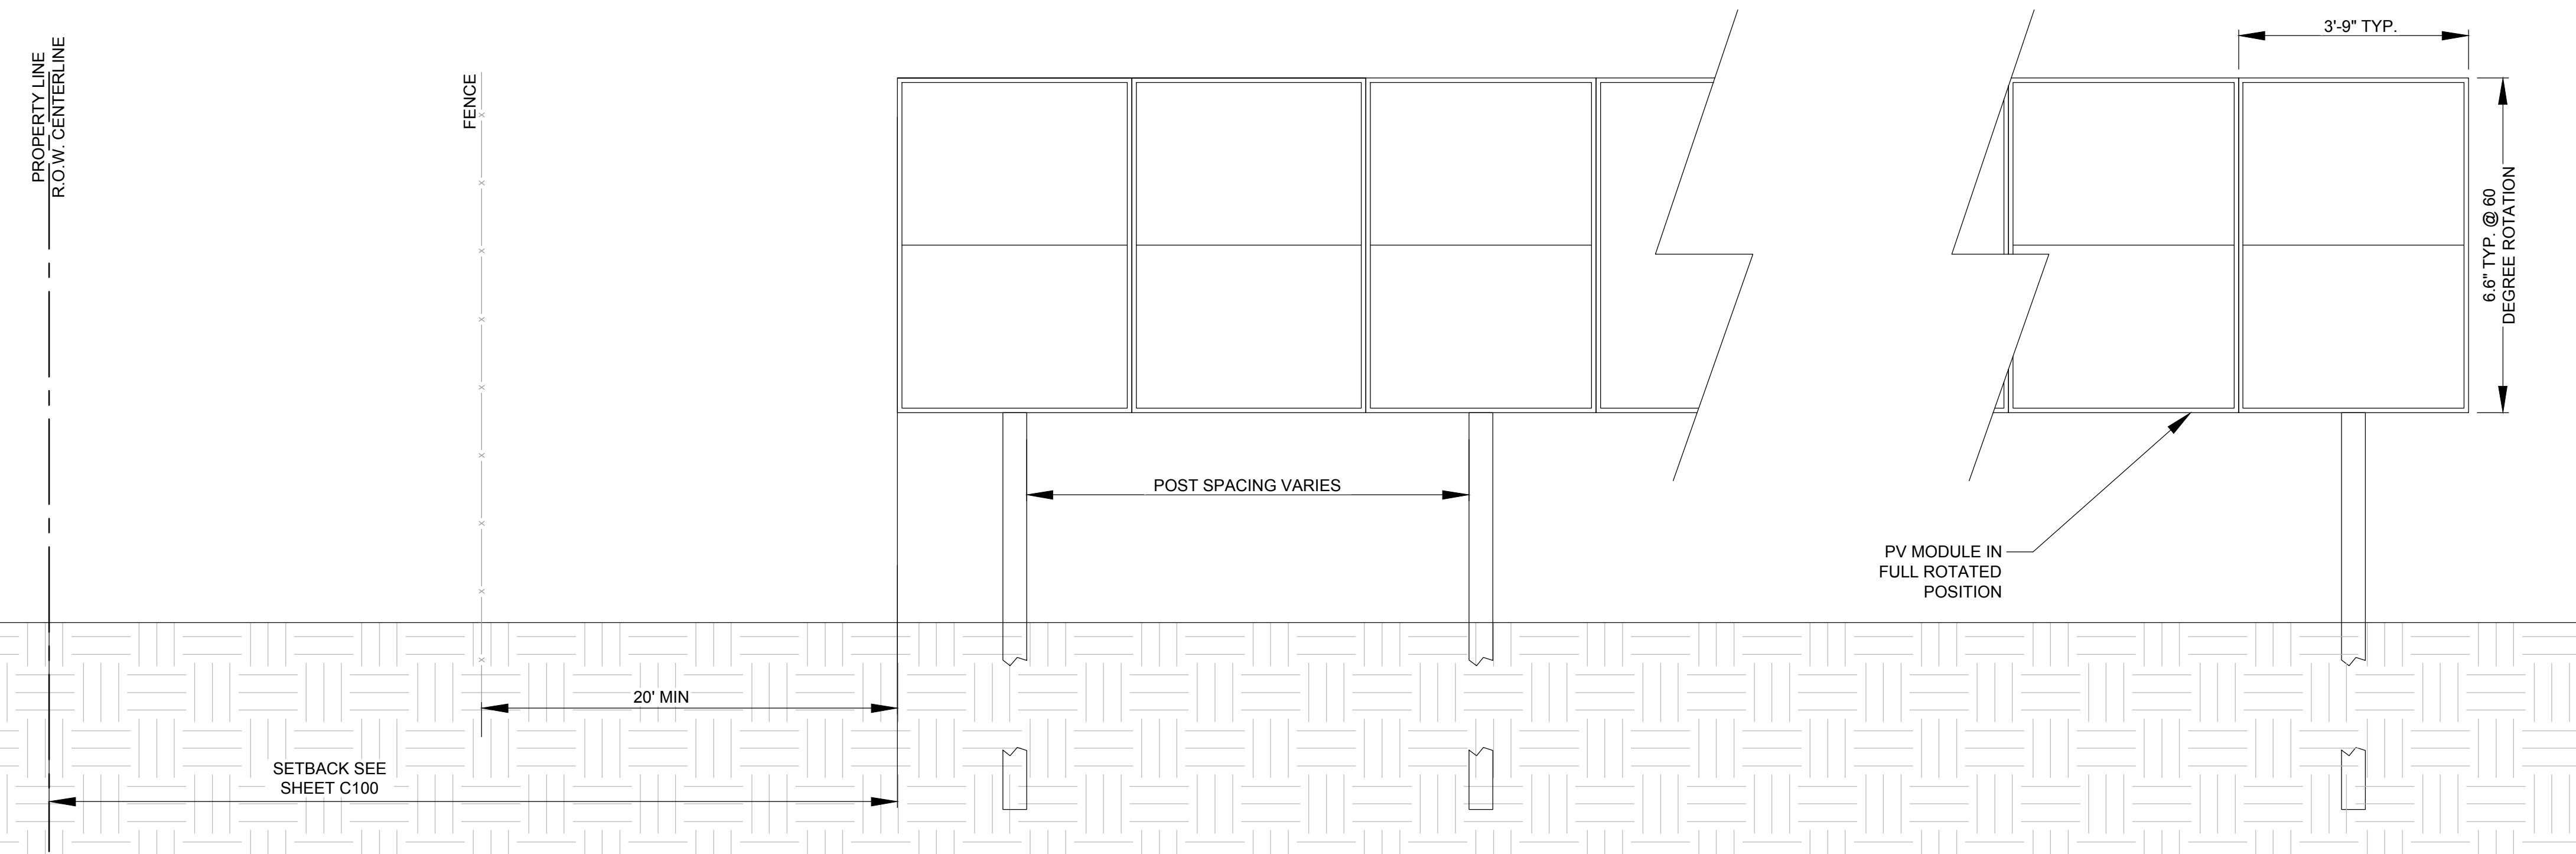 PROPERTY LINE
R.O.W. CENTERLINE
FENCE
3'-9" TYP.
6.6" TYP. @ 60
DEGREE ROTATION
POST SPACING VARIES
PV MODULE IN
FULL ROTATED
POSITION
20' MIN
SETBACK SEE
SHEET C100